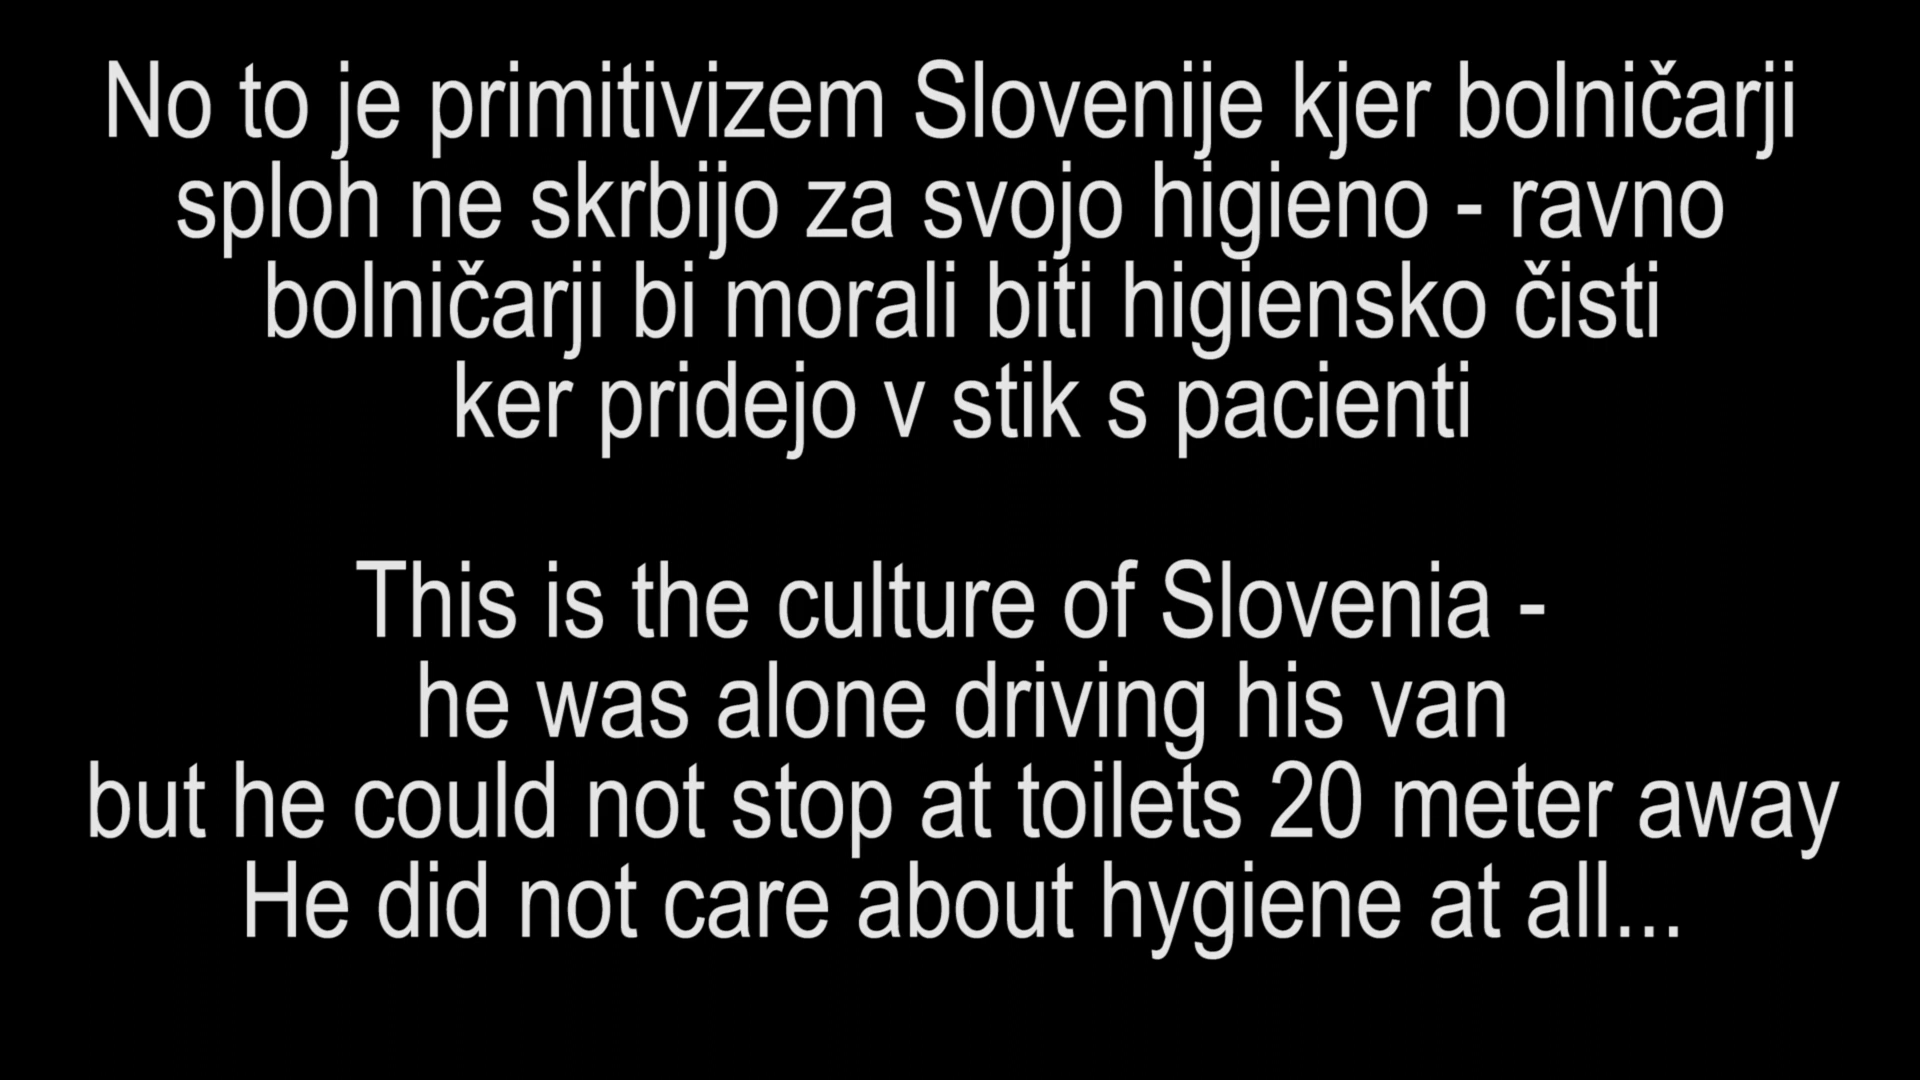 No to je primitivizem Slovenije kjer bolničarji
sploh ne skrbijo za svojo higieno - ravno
bolničarji bi morali biti higiensko čisti
ker pridejo v stik s pacienti
This is the culture of Slovenia -
he was alone driving his van
but he could not stop at toilets 20 meter away
He did not care about hygiene at all...